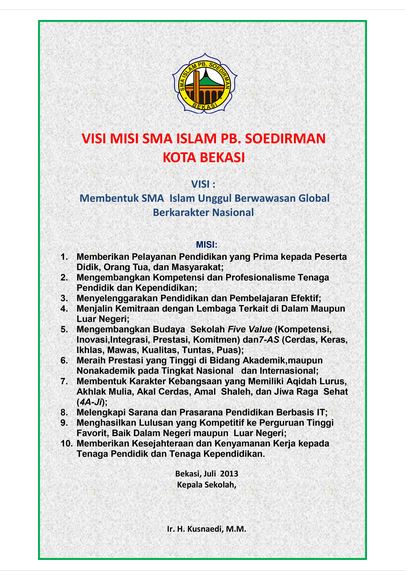 SMA ISLAM PB. SOEDIRMAN
BEKASI
VISI MISI SMA ISLAM PB. SOEDIRMAN
KOTA BEKASI
VISI :
Membentuk SMA Islam Unggul Berwawasan Global
Berkarakter Nasional
MISI:
1. Memberikan Pelayanan Pendidikan yang Prima kepada Peserta
Didik, Orang Tua, dan Masyarakat;
2. Mengembangkan Kompetensi dan Profesionalisme Tenaga
Pendidik dan Kependidikan;
3. Menyelenggarakan Pendidikan dan Pembelajaran Efektif;
4. Menjalin Kemitraan dengan Lembaga Terkait di Dalam Maupun
Luar Negeri;
5. Mengembangkan Budaya Sekolah Five Value (Kompetensi,
Inovasi,Integrasi, Prestasi, Komitmen) dan7-AS (Cerdas, Keras,
Ikhlas, Mawas, Kualitas, Tuntas, Puas);
6. Meraih Prestasi yang Tinggi di Bidang Akademik,maupun
Nonakademik pada Tingkat Nasional dan Internasional;
7. Membentuk Karakter Kebangsaan yang Memiliki Aqidah Lurus,
Akhlak Mulia, Akal Cerdas, Amal Shaleh, dan Jiwa Raga Sehat
(4A-Ji);
8. Melengkapi Sarana dan Prasarana Pendidikan Berbasis IT;
9. Menghasilkan Lulusan yang Kompetitif ke Perguruan Tinggi
Favorit, Baik Dalam Negeri maupun Luar Negeri;
10. Memberikan Kesejahteraan dan Kenyamanan Kerja kepada
Tenaga Pendidik dan Tenaga Kependidikan.
Bekasi, Juli 2013
Kepala Sekolah,
Ir. H. Kusnaedi, M.M.